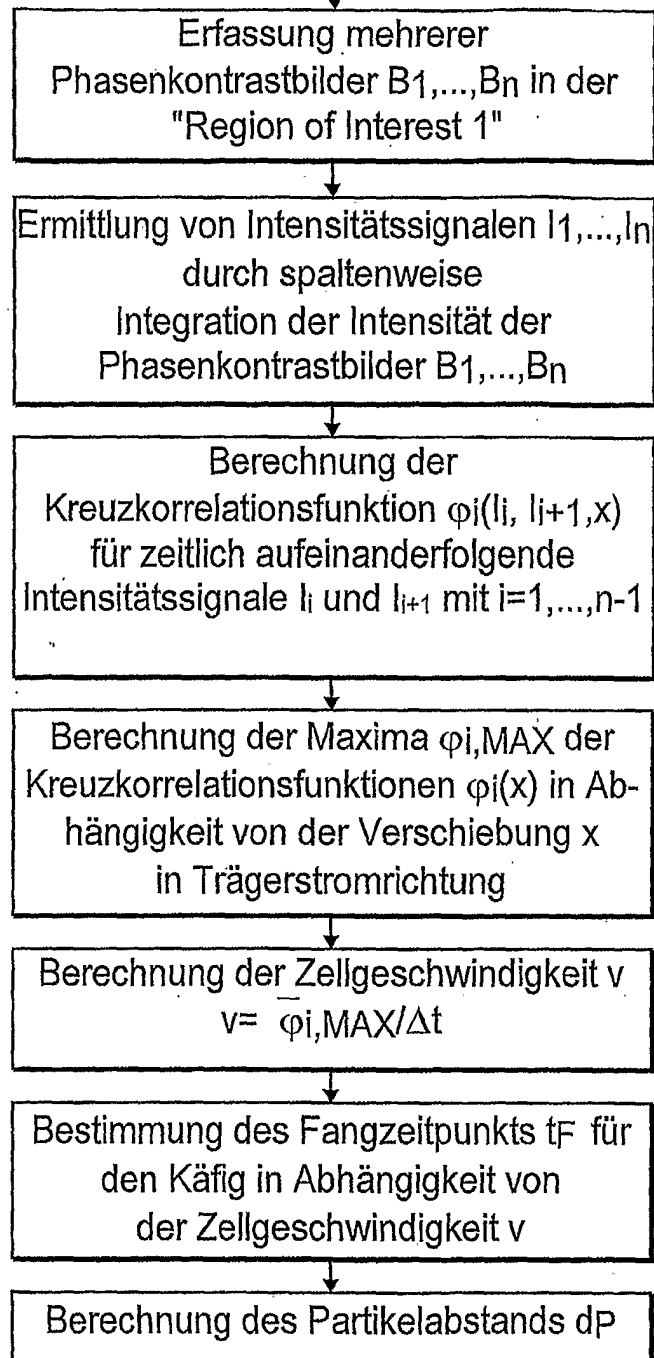 Erfassung mehrerer
Phasenkontrastbilder B1,...,Bn in der
"Region of Interest 1"
Ermittlung von Intensitätssignalen I1,...,In
durch spaltenweise
Integration der Intensität der
Phasenkontrastbilder B1,...,Bn
Berechnung der
Kreuzkorrelationsfunktion φi(Ii, Ii+1,x)
für zeitlich aufeinanderfolgende
Intensitätssignale Ii und Ii+1 mit i=1,...,n-1
Berechnung der Maxima φi,MAX der
Kreuzkorrelationsfunktionen φi(x) in Ab-
hängigkeit von der Verschiebung x
in Trägerstromrichtung
Berechnung der Zellgeschwindigkeit v
v= φ̅i,MAX/Δt
Bestimmung des Fangzeitpunkts tF für
den Käfig in Abhängigkeit von
der Zellgeschwindigkeit v
Berechnung des Partikelabstands dP